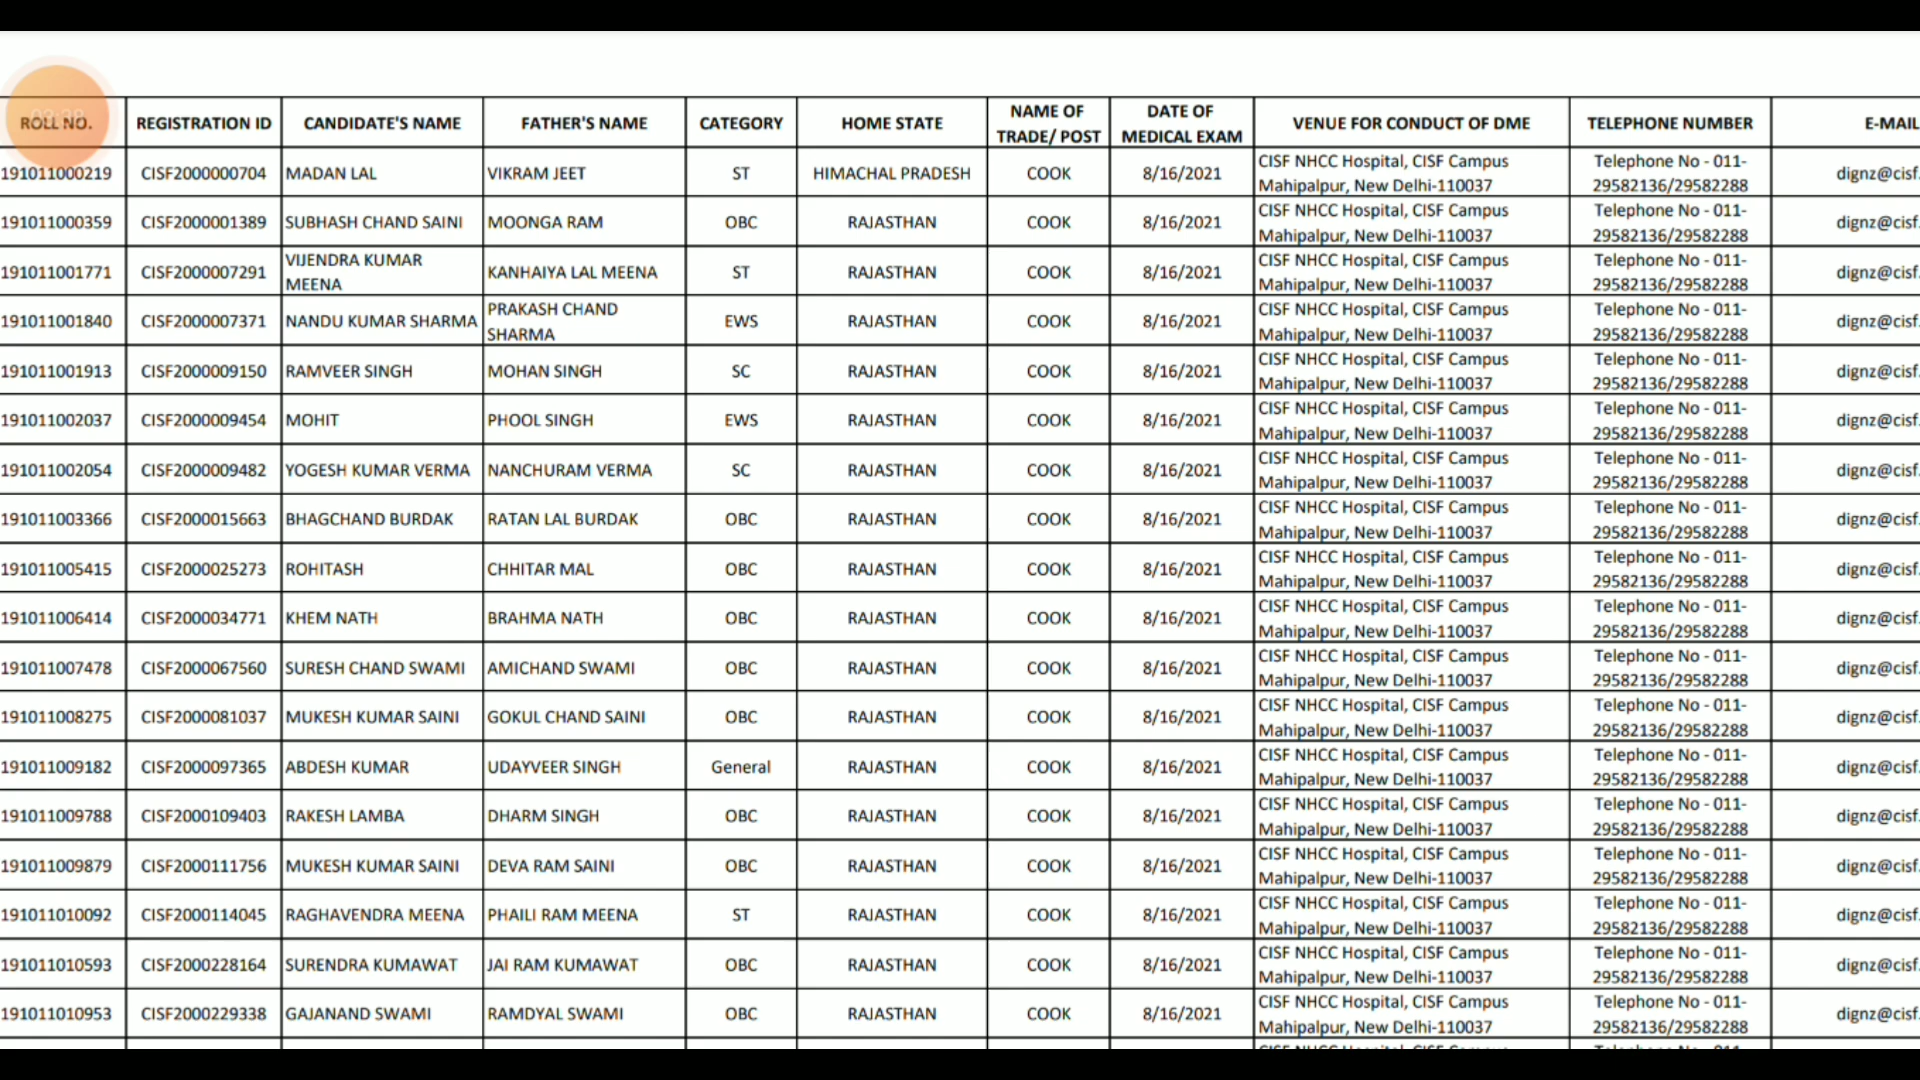 ROLL NO. REGISTRATION ID CANDIDATE'S NAME FATHER'S NAME CATEGORY HOME STATE NAME OF TRADE/ POST DATE OF MEDICAL EXAM VENUE FOR CONDUCT OF DME TELEPHONE NUMBER E-MAIL
191011000219 CISF2000000704 MADAN LAL VIKRAM JEET ST HIMACHAL PRADESH COOK 8/16/2021 CISF NHCC Hospital, CISF Campus Mahipalpur, New Delhi-110037 Telephone No - 011-29582136/29582288 dignz@cisf.
191011000359 CISF2000001389 SUBHASH CHAND SAINI MOONGA RAM OBC RAJASTHAN COOK 8/16/2021 CISF NHCC Hospital, CISF Campus Mahipalpur, New Delhi-110037 Telephone No - 011-29582136/29582288 dignz@cisf.
191011001771 CISF2000007291 VIJENDRA KUMAR MEENA KANHAIYA LAL MEENA ST RAJASTHAN COOK 8/16/2021 CISF NHCC Hospital, CISF Campus Mahipalpur, New Delhi-110037 Telephone No - 011-29582136/29582288 dignz@cisf.
191011001840 CISF2000007371 NANDU KUMAR SHARMA PRAKASH CHAND SHARMA EWS RAJASTHAN COOK 8/16/2021 CISF NHCC Hospital, CISF Campus Mahipalpur, New Delhi-110037 Telephone No - 011-29582136/29582288 dignz@cisf.
191011001913 CISF2000009150 RAMVEER SINGH MOHAN SINGH SC RAJASTHAN COOK 8/16/2021 CISF NHCC Hospital, CISF Campus Mahipalpur, New Delhi-110037 Telephone No - 011-29582136/29582288 dignz@cisf.
191011002037 CISF2000009454 MOHIT PHOOL SINGH EWS RAJASTHAN COOK 8/16/2021 CISF NHCC Hospital, CISF Campus Mahipalpur, New Delhi-110037 Telephone No - 011-29582136/29582288 dignz@cisf.
191011002054 CISF2000009482 YOGESH KUMAR VERMA NANCHURAM VERMA SC RAJASTHAN COOK 8/16/2021 CISF NHCC Hospital, CISF Campus Mahipalpur, New Delhi-110037 Telephone No - 011-29582136/29582288 dignz@cisf.
191011003366 CISF2000015663 BHAGCHAND BURDAK RATAN LAL BURDAK OBC RAJASTHAN COOK 8/16/2021 CISF NHCC Hospital, CISF Campus Mahipalpur, New Delhi-110037 Telephone No - 011-29582136/29582288 dignz@cisf.
191011005415 CISF2000025273 ROHITASH CHHITAR MAL OBC RAJASTHAN COOK 8/16/2021 CISF NHCC Hospital, CISF Campus Mahipalpur, New Delhi-110037 Telephone No - 011-29582136/29582288 dignz@cisf.
191011006414 CISF2000034771 KHEM NATH BRAHMA NATH OBC RAJASTHAN COOK 8/16/2021 CISF NHCC Hospital, CISF Campus Mahipalpur, New Delhi-110037 Telephone No - 011-29582136/29582288 dignz@cisf.
191011007478 CISF2000067560 SURESH CHAND SWAMI AMICHAND SWAMI OBC RAJASTHAN COOK 8/16/2021 CISF NHCC Hospital, CISF Campus Mahipalpur, New Delhi-110037 Telephone No - 011-29582136/29582288 dignz@cisf.
191011008275 CISF2000081037 MUKESH KUMAR SAINI GOKUL CHAND SAINI OBC RAJASTHAN COOK 8/16/2021 CISF NHCC Hospital, CISF Campus Mahipalpur, New Delhi-110037 Telephone No - 011-29582136/29582288 dignz@cisf.
191011009182 CISF2000097365 ABDESH KUMAR UDAYVEER SINGH General RAJASTHAN COOK 8/16/2021 CISF NHCC Hospital, CISF Campus Mahipalpur, New Delhi-110037 Telephone No - 011-29582136/29582288 dignz@cisf.
191011009788 CISF2000109403 RAKESH LAMBA DHARM SINGH OBC RAJASTHAN COOK 8/16/2021 CISF NHCC Hospital, CISF Campus Mahipalpur, New Delhi-110037 Telephone No - 011-29582136/29582288 dignz@cisf.
191011009879 CISF2000111756 MUKESH KUMAR SAINI DEVA RAM SAINI OBC RAJASTHAN COOK 8/16/2021 CISF NHCC Hospital, CISF Campus Mahipalpur, New Delhi-110037 Telephone No - 011-29582136/29582288 dignz@cisf.
191011010092 CISF2000114045 RAGHAVENDRA MEENA PHAILI RAM MEENA ST RAJASTHAN COOK 8/16/2021 CISF NHCC Hospital, CISF Campus Mahipalpur, New Delhi-110037 Telephone No - 011-29582136/29582288 dignz@cisf.
191011010593 CISF2000228164 SURENDRA KUMAWAT JAI RAM KUMAWAT OBC RAJASTHAN COOK 8/16/2021 CISF NHCC Hospital, CISF Campus Mahipalpur, New Delhi-110037 Telephone No - 011-29582136/29582288 dignz@cisf.
191011010953 CISF2000229338 GAJANAND SWAMI RAMDYAL SWAMI OBC RAJASTHAN COOK 8/16/2021 CISF NHCC Hospital, CISF Campus Mahipalpur, New Delhi-110037 Telephone No - 011-29582136/29582288 dignz@cisf.